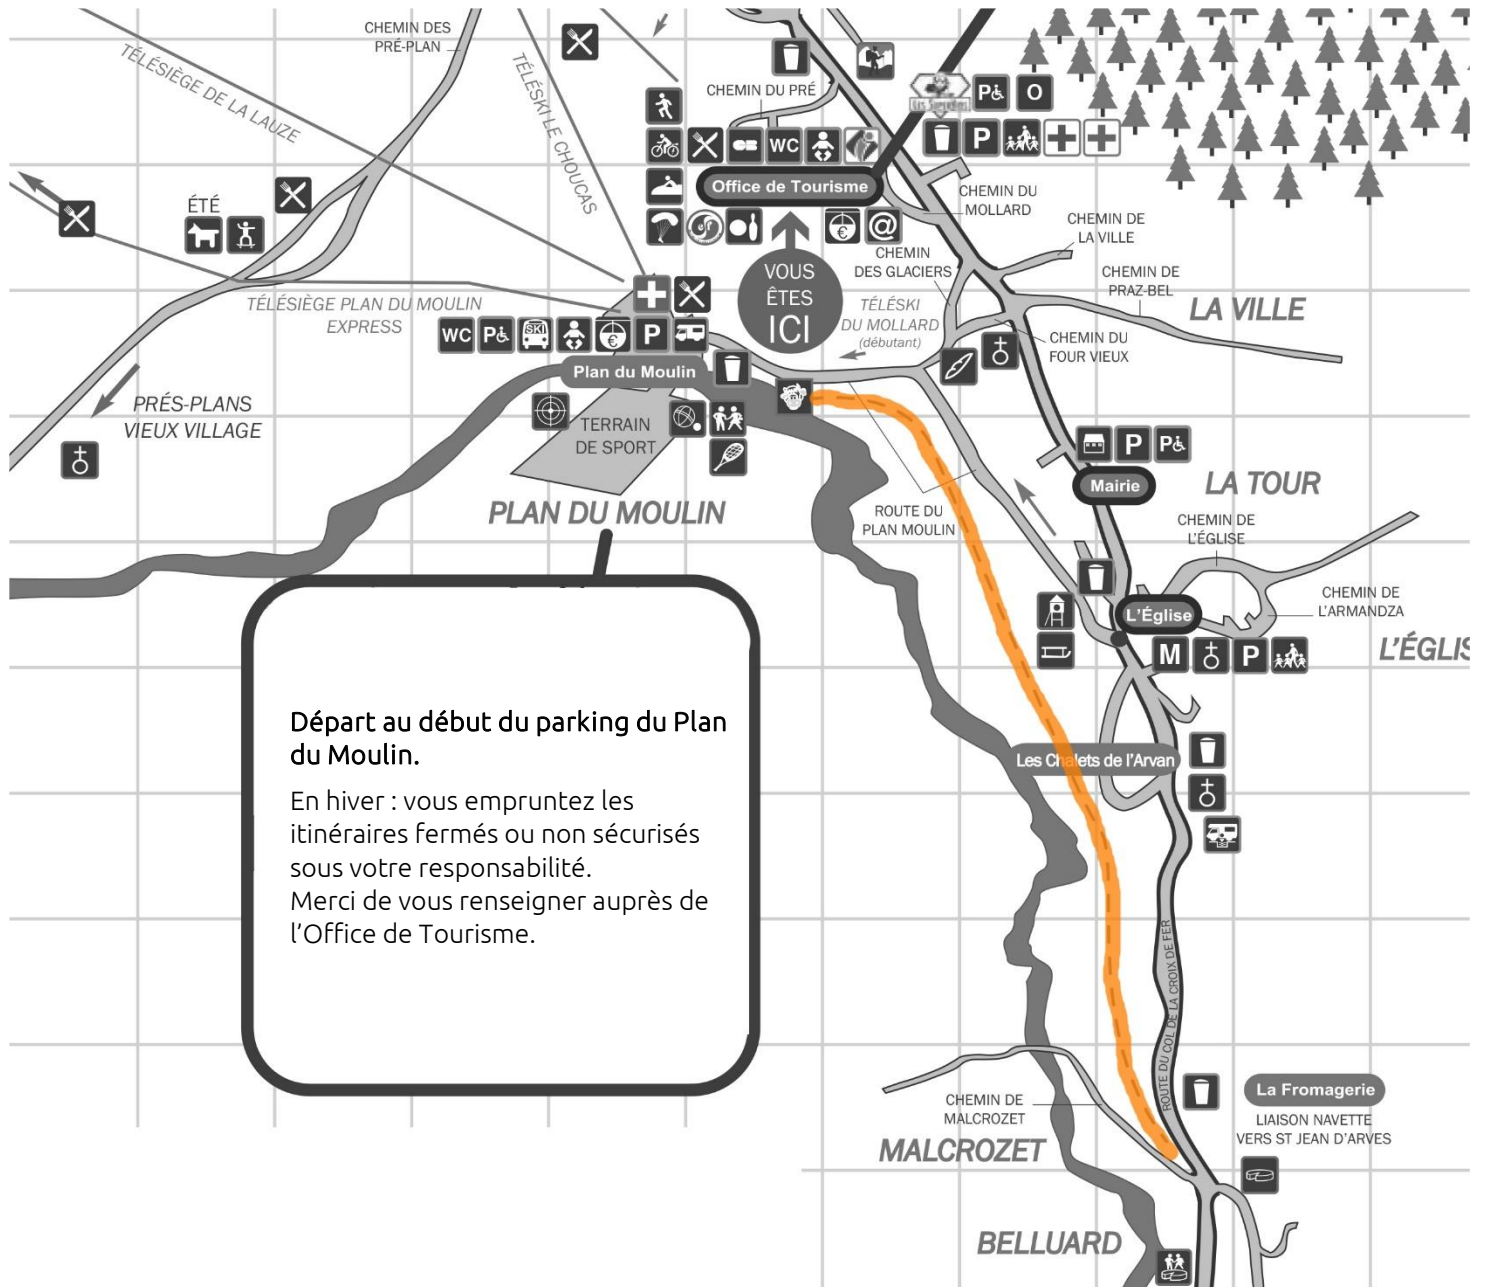 CHEMIN DES
PRÉ-PLAN
TÉLÉSIÈGE DE LA LAUZE
TÉLÉSKI LE CHOUCAS
CHEMIN DU PRÉ
P
O
P
WC
Office de Tourisme
@
VOUS
ÊTES
ICI
CHEMIN DU
MOLLARD
CHEMIN DE
LA VILLE
CHEMIN
DES GLACIERS
CHEMIN DE
PRAZ-BEL
LA VILLE
ÉTÉ
TÉLÉSIÈGE PLAN DU MOULIN
EXPRESS
TÉLÉSKI
DU MOLLARD
(débutant)
CHEMIN DU
FOUR VIEUX
WC
P
SKI
€
P
Plan du Moulin
PRÉS-PLANS
VIEUX VILLAGE
TERRAIN
DE SPORT
PLAN DU MOULIN
P
P
Mairie
LA TOUR
ROUTE DU
PLAN MOULIN
CHEMIN DE
L'ÉGLISE
CHEMIN DE
L'ARMANDZA
L'Église
M
P
L'ÉGLIS
Les Chalets de l'Arvan
Départ au début du parking du Plan
du Moulin.
En hiver : vous empruntez les
itinéraires fermés ou non sécurisés
sous votre responsabilité.
Merci de vous renseigner auprès de
l'Office de Tourisme.
ROUTE DU COL DE LA CROIX DE FER
CHEMIN DE
MALCROZET
MALCROZET
La Fromagerie
LIAISON NAVETTE
VERS ST JEAN D'ARVES
BELLUARD